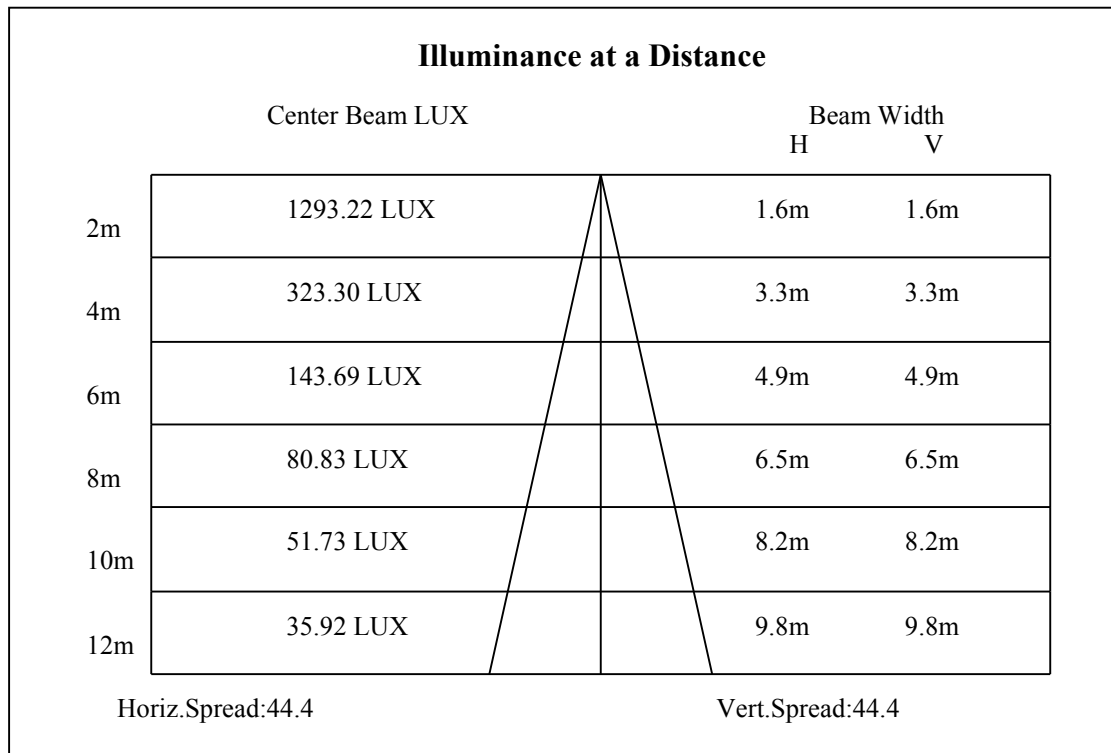 Illuminance at a Distance
Center Beam LUX Beam Width
H V
1293.22 LUX 1.6m 1.6m
2m
323.30 LUX 3.3m 3.3m
4m
143.69 LUX 4.9m 4.9m
6m
80.83 LUX 6.5m 6.5m
8m
51.73 LUX 8.2m 8.2m
10m
35.92 LUX 9.8m 9.8m
12m
Horiz.Spread:44.4 Vert.Spread:44.4